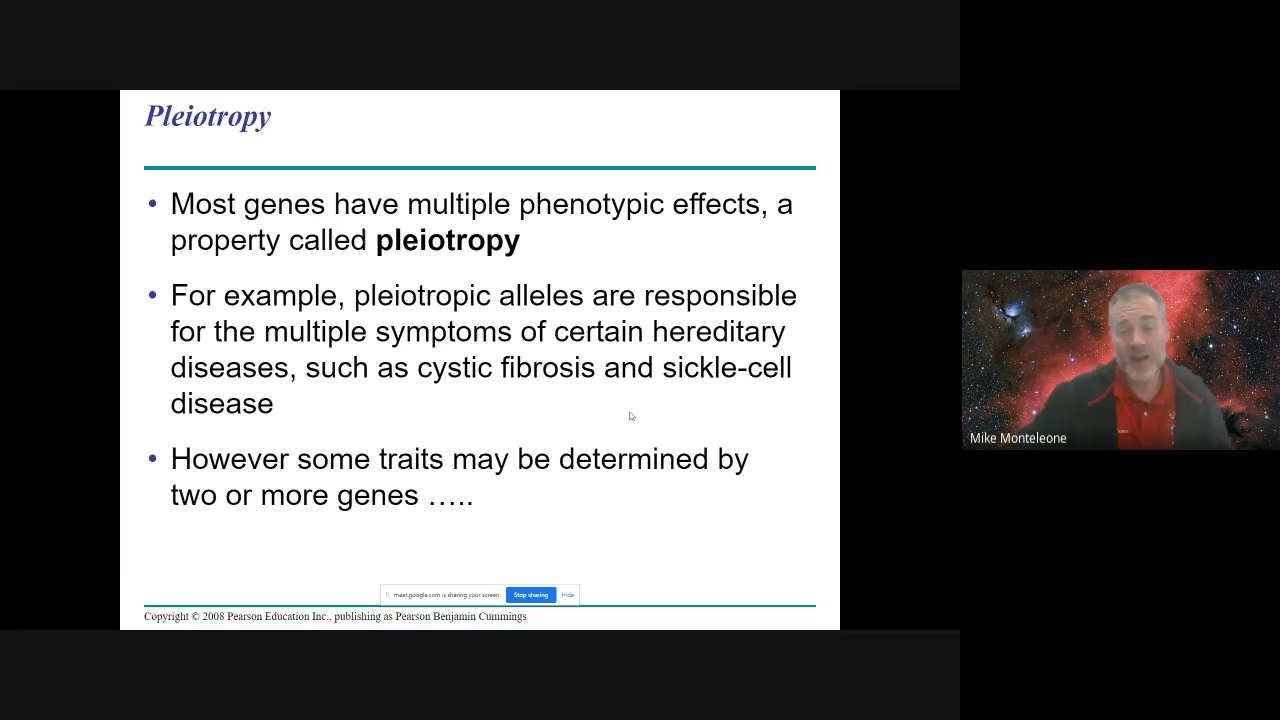 Pleiotropy
• Most genes have multiple phenotypic effects, a
property called pleiotropy
• For example, pleiotropic alleles are responsible
for the multiple symptoms of certain hereditary
diseases, such as cystic fibrosis and sickle-cell
disease
• However some traits may be determined by
two or more genes …..
meet.google.com is sharing your screen. Stop sharing Hide
Copyright © 2008 Pearson Education Inc., publishing as Pearson Benjamin Cummings
Mike Monteleone